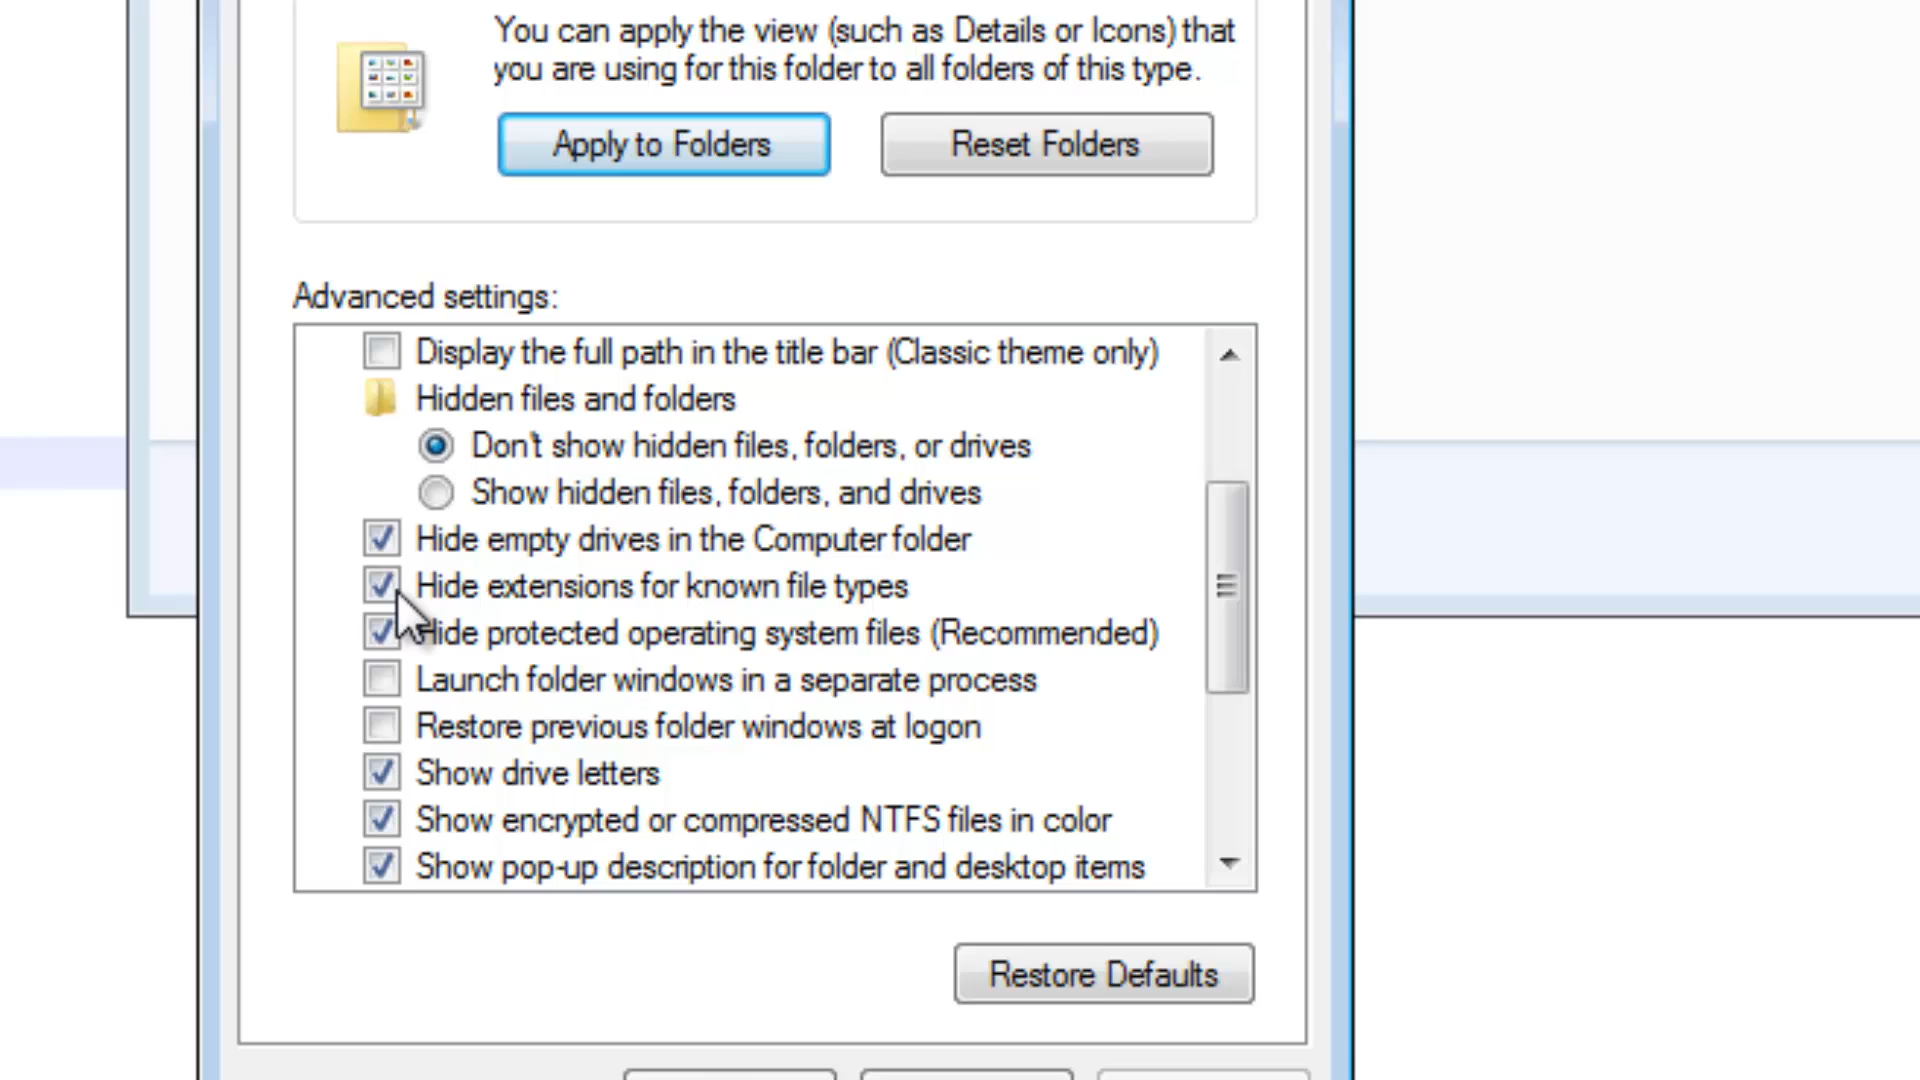 You can apply the view (such as Details or Icons) that
you are using for this folder to all folders of this type.
Apply to Folders
Reset Folders
Advanced settings:
Display the full path in the title bar (Classic theme only)
Hidden files and folders
Don't show hidden files, folders, or drives
Show hidden files, folders, and drives
Hide empty drives in the Computer folder
Hide extensions for known file types
Hide protected operating system files (Recommended)
Launch folder windows in a separate process
Restore previous folder windows at logon
Show drive letters
Show encrypted or compressed NTFS files in color
Show pop-up description for folder and desktop items
Restore Defaults